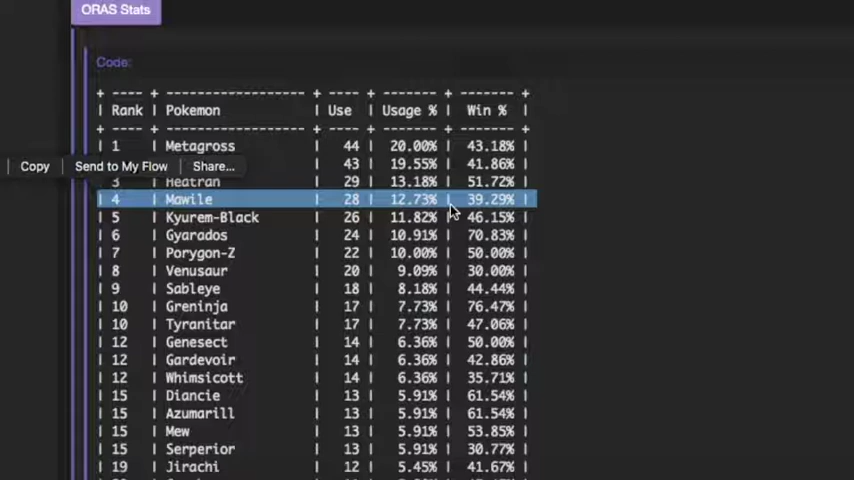 ORAS Stats
Code:
+ ---- + ------------------ + ---- + ------- + ------- +
| Rank | Pokemon | Use | Usage % | Win % |
+ ---- + ------------------ + ---- + ------- + ------- +
| 1 | Metagross | 44 | 20.00% | 43.18% |
43 | 19.55% | 41.86% |
Copy | Send to My Flow | Share...
3 | Heatran | 29 | 13.18% | 51.72% |
| 4 | Mawile | 28 | 12.73% | 39.29% |
| 5 | Kyurem-Black | 26 | 11.82% | 46.15% |
| 6 | Gyarados | 24 | 10.91% | 70.83% |
| 7 | Porygon-Z | 22 | 10.00% | 50.00% |
| 8 | Venusaur | 20 | 9.09% | 30.00% |
| 9 | Sableye | 18 | 8.18% | 44.44% |
| 10 | Greninja | 17 | 7.73% | 76.47% |
| 10 | Tyranitar | 17 | 7.73% | 47.06% |
| 12 | Genesect | 14 | 6.36% | 50.00% |
| 12 | Gardevoir | 14 | 6.36% | 42.86% |
| 12 | Whimsicott | 14 | 6.36% | 35.71% |
| 15 | Diancie | 13 | 5.91% | 61.54% |
| 15 | Azumarill | 13 | 5.91% | 61.54% |
| 15 | Mew | 13 | 5.91% | 53.85% |
| 15 | Serperior | 13 | 5.91% | 30.77% |
| 19 | Jirachi | 12 | 5.45% | 41.67% |